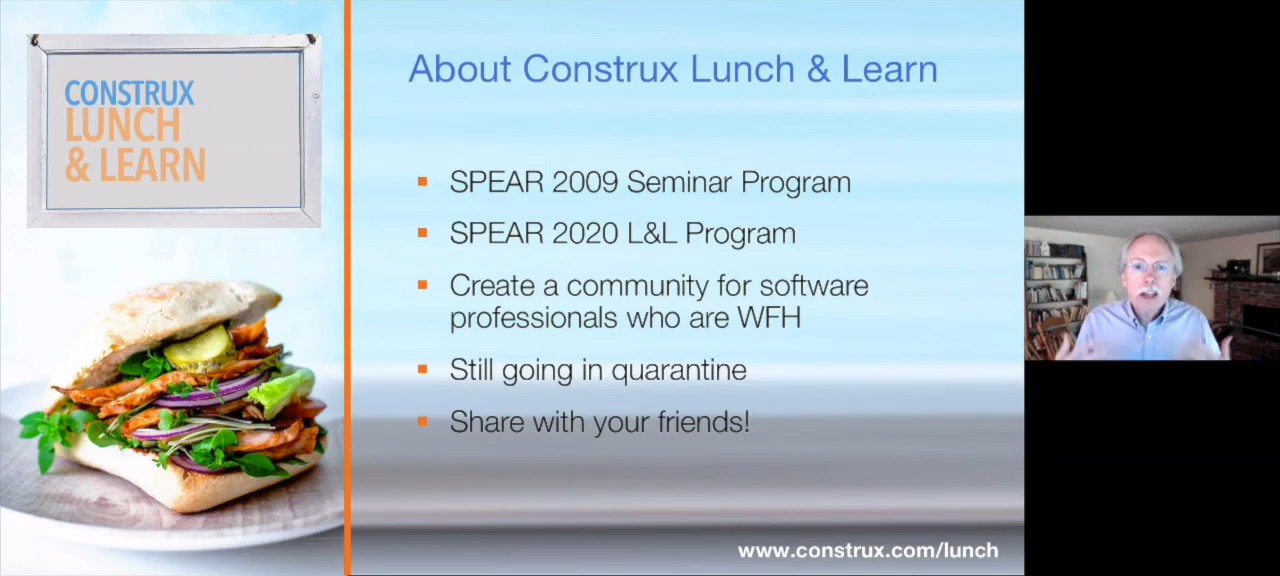 CONSTRUX
LUNCH
& LEARN
About Construx Lunch & Learn
▪ SPEAR 2009 Seminar Program
▪ SPEAR 2020 L&L Program
▪ Create a community for software
professionals who are WFH
▪ Still going in quarantine
▪ Share with your friends!
www.construx.com/lunch